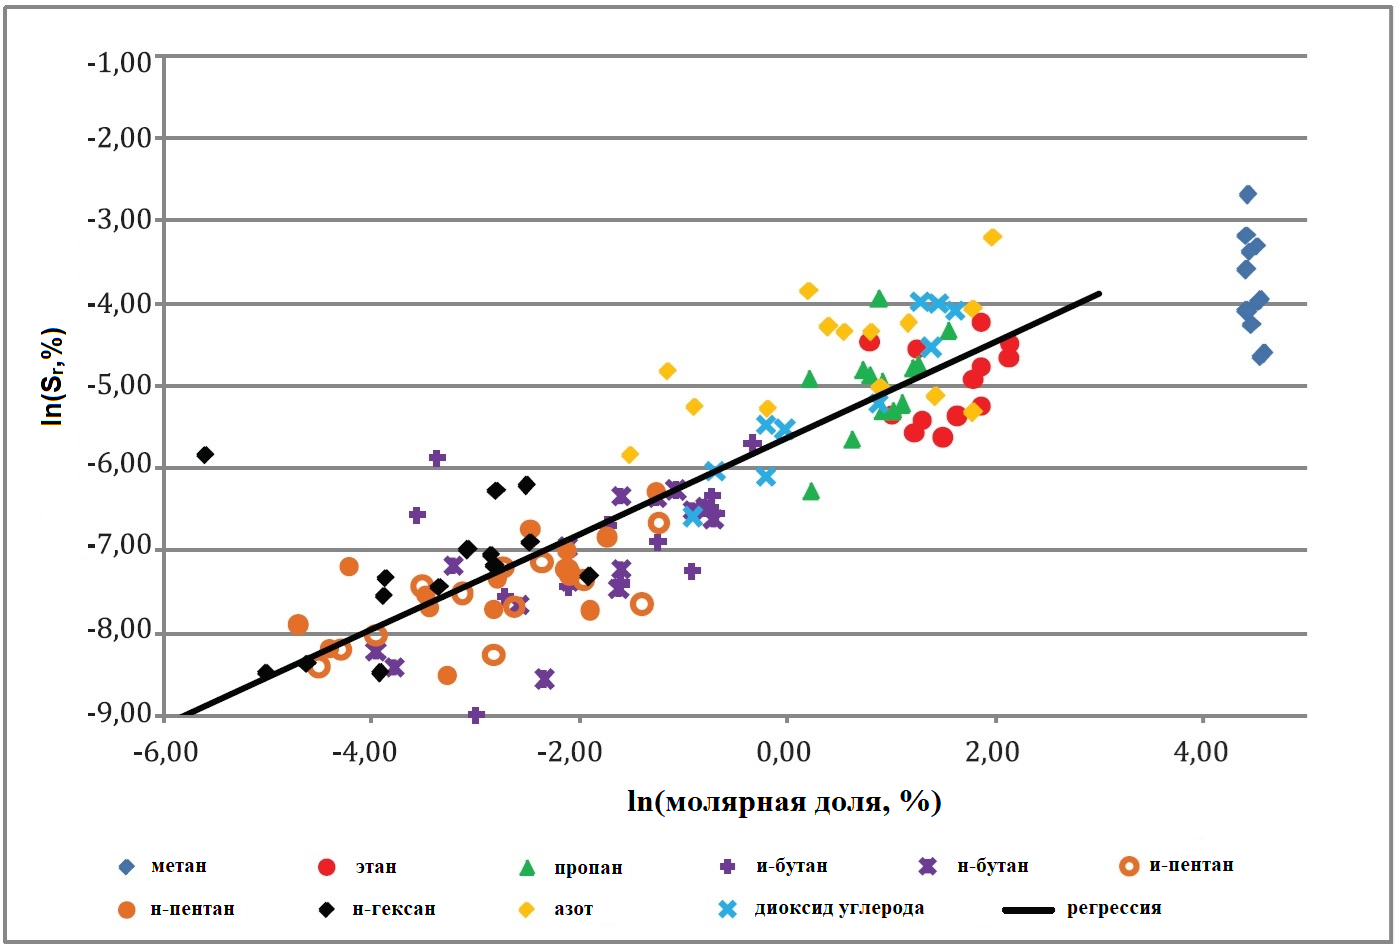 -1,00
-2,00
-3,00
-4,00
-5,00
-6,00
-7,00
-8,00
-9,00
ln(Sr,%)
-6,00 -4,00 -2,00 0,00 2,00 4,00
ln(молярная доля, %)
метан этан пропан и-бутан н-бутан и-пентан
н-пентан н-гексан азот диоксид углерода регрессия